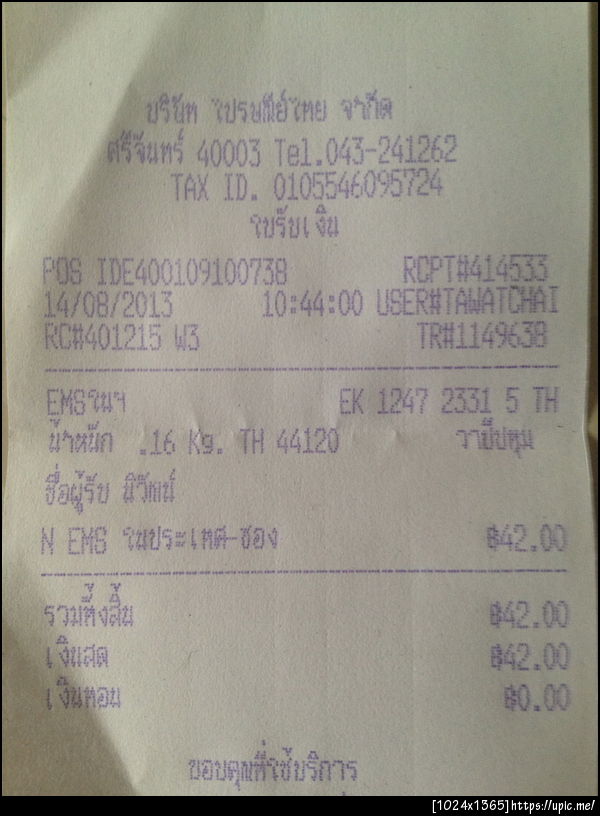 บริษัท ไปรษณีย์ไทย จำกัด
ศรีจันทร์ 40003 Tel.043-241262
TAX ID. 0105546095724
ใบรับเงิน
POS IDE400109100738 RCPT#414533
14/08/2013 10:44:00 USER#TAWATCHAI
RC#401215 W3 TR#1149638
EMSในฯ EK 1247 2331 5 TH
น้ำหนัก .16 Kg. TH 44120 วาปีปทุม
ชื่อผู้รับ นิวัฒน์
N EMS ในประเทศ-ซอง ฿42.00
รวมทั้งสิ้น ฿42.00
เงินสด ฿42.00
เงินทอน ฿0.00
ขอบคุณที่ใช้บริการ
[1024x1365]https://upic.me/